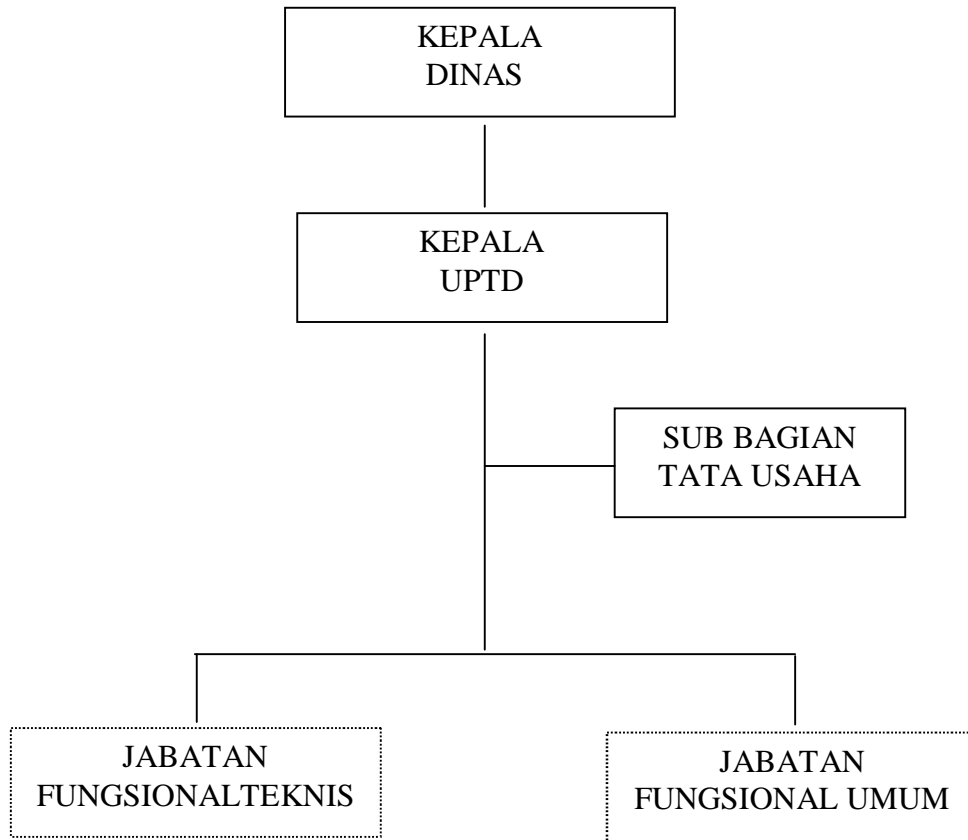 KEPALA
DINAS
KEPALA
UPTD
SUB BAGIAN
TATA USAHA
JABATAN
FUNGSIONALTEKNIS
JABATAN
FUNGSIONAL UMUM